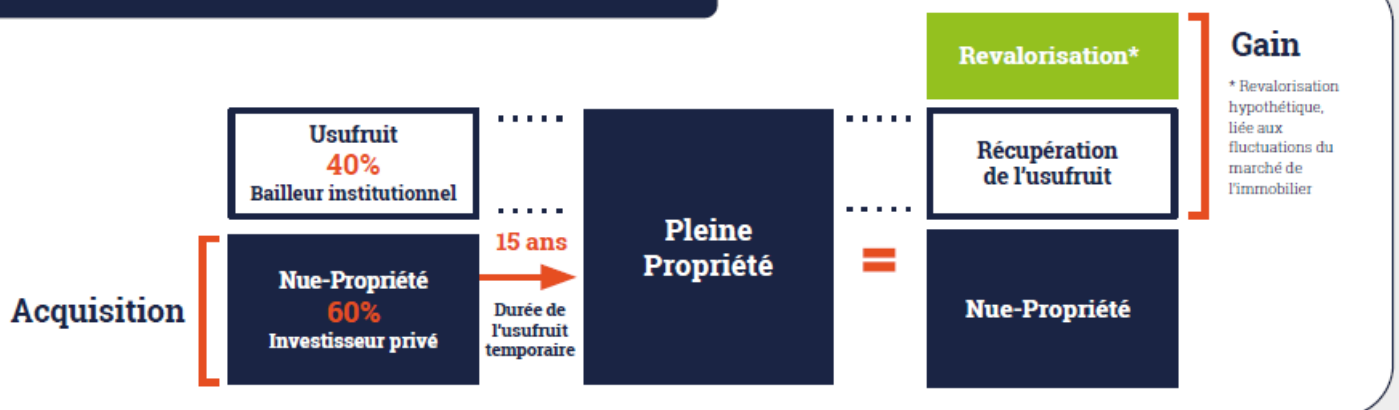 Acquisition
Usufruit
40%
Bailleur institutionnel
Nue-Propriété
60%
Investisseur privé
15 ans
Durée de
l'usufruit
temporaire
Pleine
Propriété
=
Revalorisation*
Récupération
de l'usufruit
Nue-Propriété
Gain
* Revalorisation
hypothétique,
liée aux
fluctuations du
marché de
l'immobilier